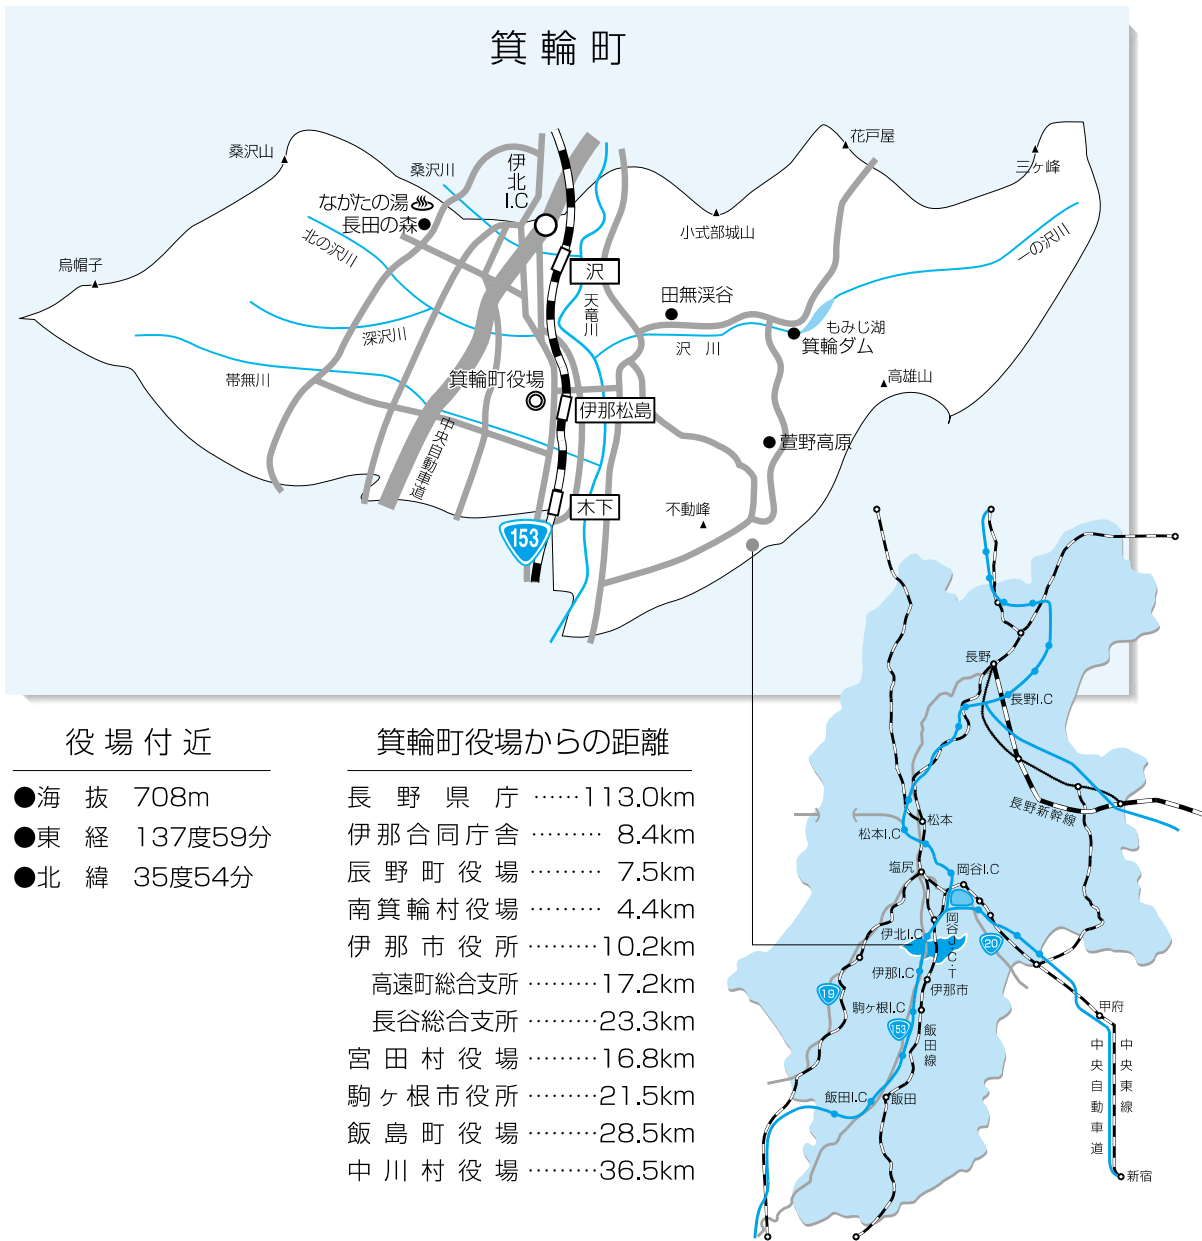 箕輪町
桑沢山
桑沢川
伊北I.C
花戸屋
三ヶ峰
ながたの湯
長田の森
北の沢川
小式部城山
一の沢川
烏帽子
沢
天竜川
田無渓谷
もみじ湖
箕輪ダム
深沢川
沢川
帯無川
箕輪町役場
高雄山
伊那松島
中央自動車道
萱野高原
木下
不動峰
153
役場付近
●海抜 708m
●東経 137度59分
●北緯 35度54分
箕輪町役場からの距離
長野県庁 ……113.0km
伊那合同庁舎 ……… 8.4km
辰野町役場 ……… 7.5km
南箕輪村役場 ……… 4.4km
伊那市役所 ………10.2km
高遠町総合支所 ………17.2km
長谷総合支所 ………23.3km
宮田村役場 ………16.8km
駒ヶ根市役所 ………21.5km
飯島町役場 ………28.5km
中川村役場 ………36.5km
長野
長野I.C
長野新幹線
松本
松本I.C
塩尻
岡谷I.C
岡谷J.C.T
伊北I.C
20
伊那I.C
伊那市
19
駒ヶ根I.C
153
飯田線
甲府
中央自動車道
中央東線
飯田I.C
飯田
新宿